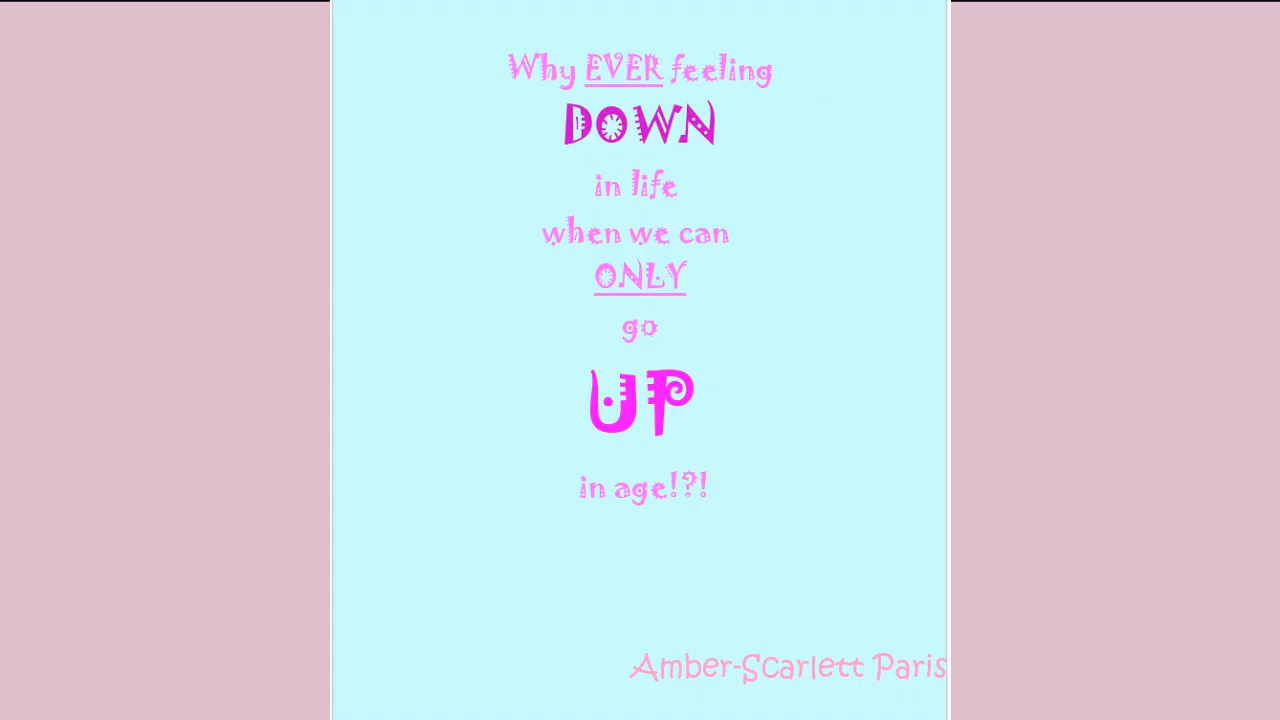 Why EVER feeling
DOWN
in life
when we can
ONLY
go
UP
in age!?!
Amber-Scarlett Paris